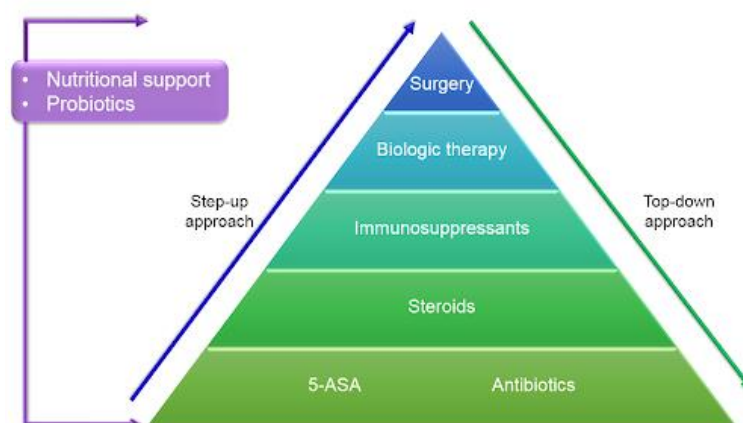 • Nutritional support
• Probiotics
Surgery
Biologic therapy
Step-up
approach
Immunosuppressants
Top-down
approach
Steroids
5-ASA
Antibiotics